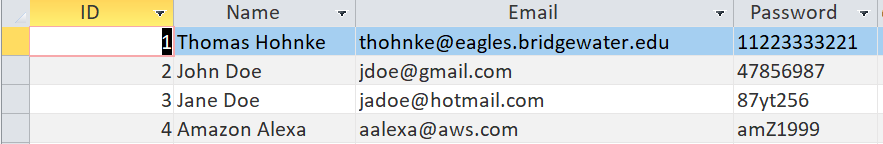 ID Name Email Password
1 Thomas Hohnke thohnke@eagles.bridgewater.edu 11223333221
2 John Doe jdoe@gmail.com 47856987
3 Jane Doe jadoe@hotmail.com 87yt256
4 Amazon Alexa aalexa@aws.com amZ1999